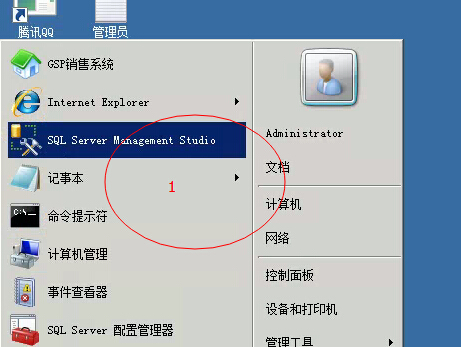 腾讯QQ
管理员
GSP销售系统
Internet Explorer
SQL Server Management Studio
记事本
1
命令提示符
计算机管理
事件查看器
SQL Server 配置管理器
Administrator
文档
计算机
网络
控制面板
设备和打印机
管理工具